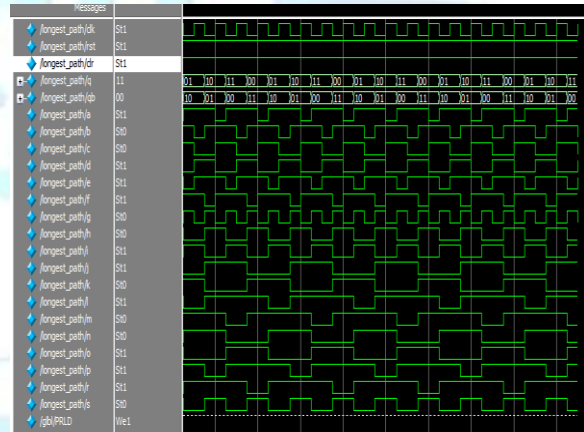 Messages
/longest_path/clk St1
/longest_path/rst St1
/longest_path/dr St1
/longest_path/q 11 01 10 11 00 01 10 11 00 01 10 11 00 01 10 11 00 01 10 11
/longest_path/qb 00 10 01 00 11 10 01 00 11 10 01 00 11 10 01 00 11 10 01 00
/longest_path/a St1
/longest_path/b St0
/longest_path/c St0
/longest_path/d St1
/longest_path/e St1
/longest_path/f St1
/longest_path/g St0
/longest_path/h St0
/longest_path/i St1
/longest_path/j St1
/longest_path/k St0
/longest_path/l St1
/longest_path/m St0
/longest_path/n St0
/longest_path/o St1
/longest_path/p St1
/longest_path/r St1
/longest_path/s St0
/glbl/PRLD We1